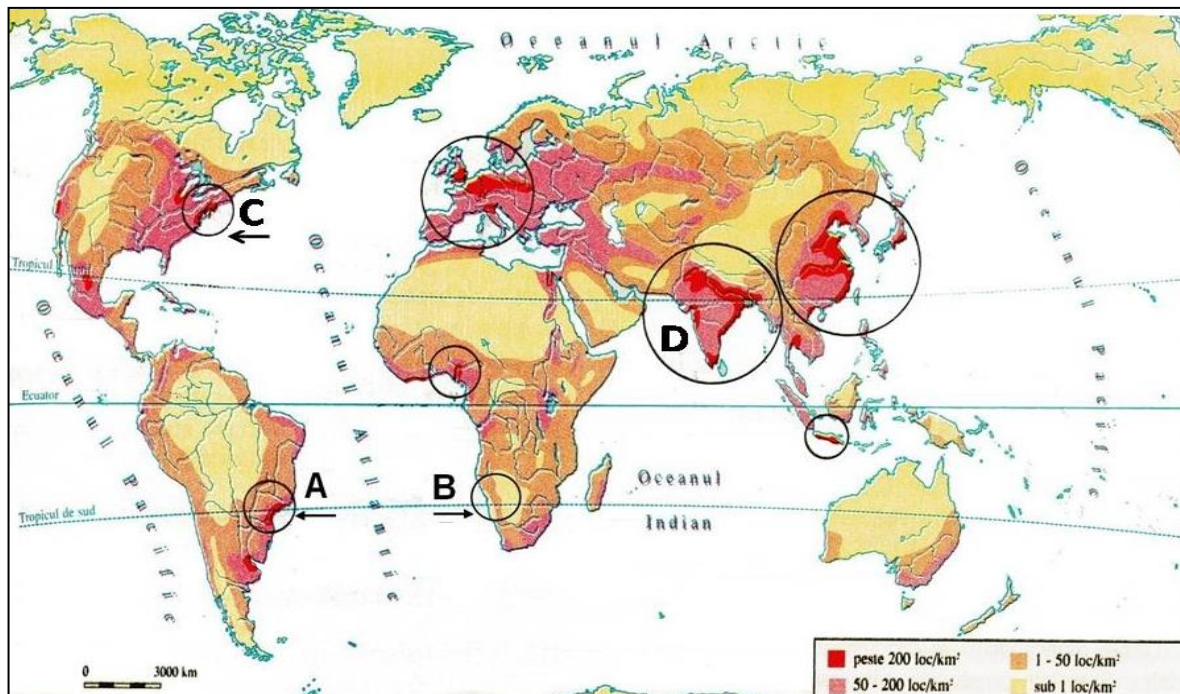 Oceanul Arctic
C
Oceanul Atlantic
Oceanul Pacific
Oceanul Pacific
D
Ecuator
A
B
Oceanul
Indian
Tropicul de sud
0 3000 km
peste 200 loc/km²
50 - 200 loc/km²
1 - 50 loc/km²
sub 1 loc/km²